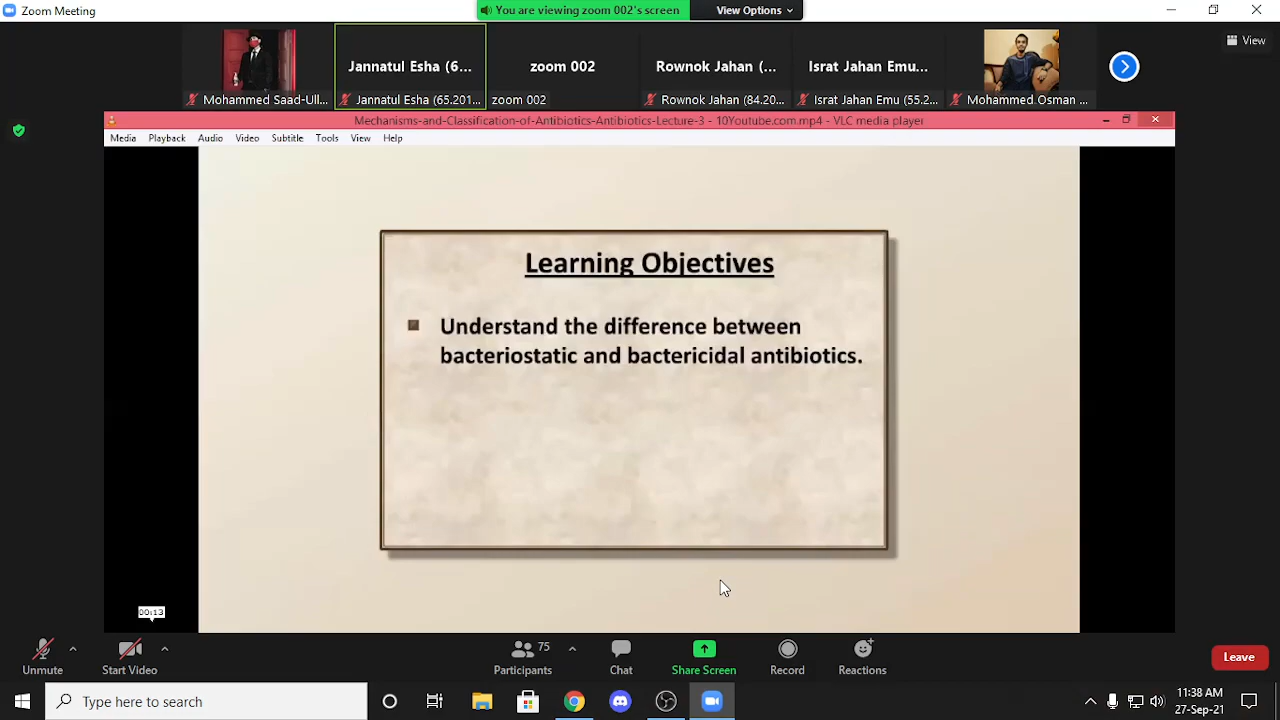 Zoom Meeting
You are viewing zoom 002's screen
View Options
View
Jannatul Esha (6...
zoom 002
Rownok Jahan (...
Israt Jahan Emu...
Mohammed Saad-Ull...
Jannatul Esha (65.201...
zoom 002
Rownok Jahan (84.20...
Israt Jahan Emu (55.2...
Mohammed Osman ...
Mechanisms-and-Classification-of-Antibiotics-Antibiotics-Lecture-3 - 10Youtube.com.mp4 - VLC media player
Media Playback Audio Video Subtitle Tools View Help
Learning Objectives
Understand the difference between
bacteriostatic and bactericidal antibiotics.
00:13
75
Unmute
Start Video
Participants
Chat
Share Screen
Record
Reactions
Leave
Type here to search
11:38 AM
27-Sep-21